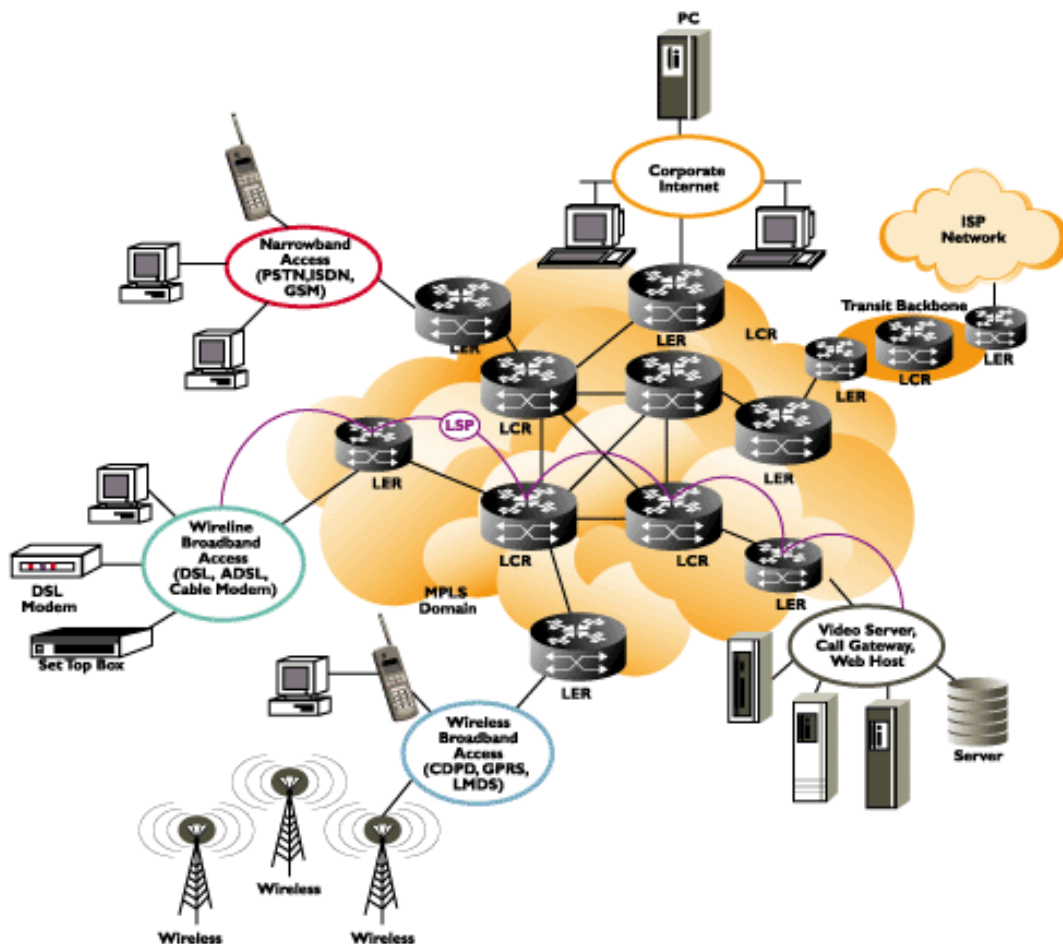 PC
Corporate
Internet
ISP
Network
Narrowband
Access
(PSTN,ISDN,
GSM)
Transit Backbone
LER
LER
LCR
LER
LCR
LER
LSP
LCR
LER
LER
Wireline
Broadband
Access
(DSL, ADSL,
Cable Modem)
DSL
Modem
Set Top Box
LCR
LCR
LER
MPLS
Domain
Video Server,
Call Gateway,
Web Host
LER
Wireless
Broadband
Access
(CDPD, GPRS,
LMDS)
Server
Wireless
Wireless
Wireless